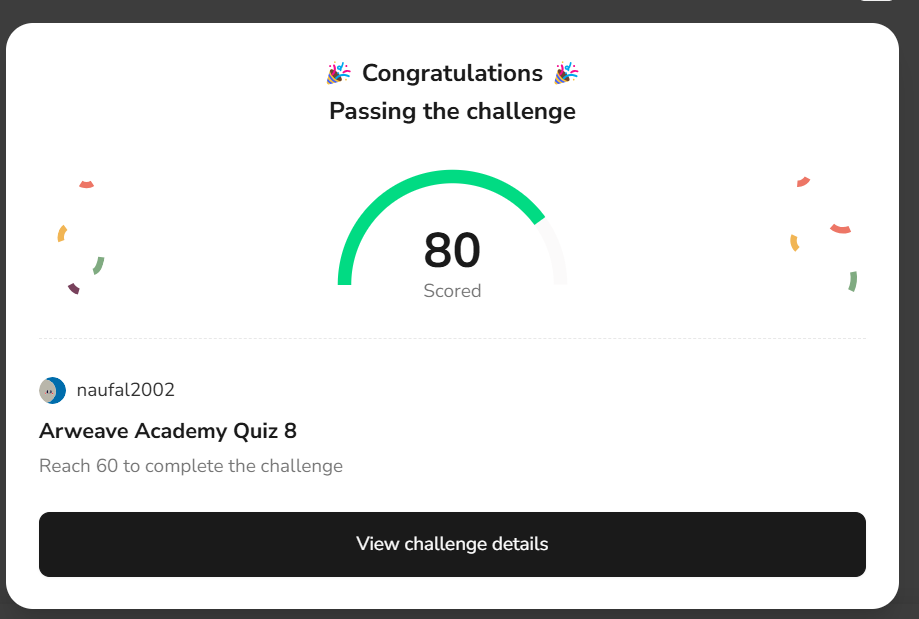 🎉 Congratulations 🎉
Passing the challenge
80
Scored
naufal2002
Arweave Academy Quiz 8
Reach 60 to complete the challenge
View challenge details